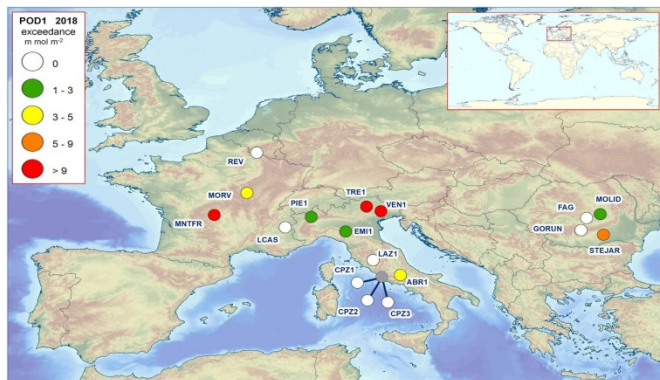 POD1 2018
exceedance
m mol m⁻²
0
1 - 3
3 - 5
5 - 9
> 9
REV
MORV
MNTFR
PIE1
TRE1
VEN1
LCAS
EMI1
LAZ1
CPZ1
ABR1
CPZ2
CPZ3
MOLID
FAG
GORUN
STEJAR